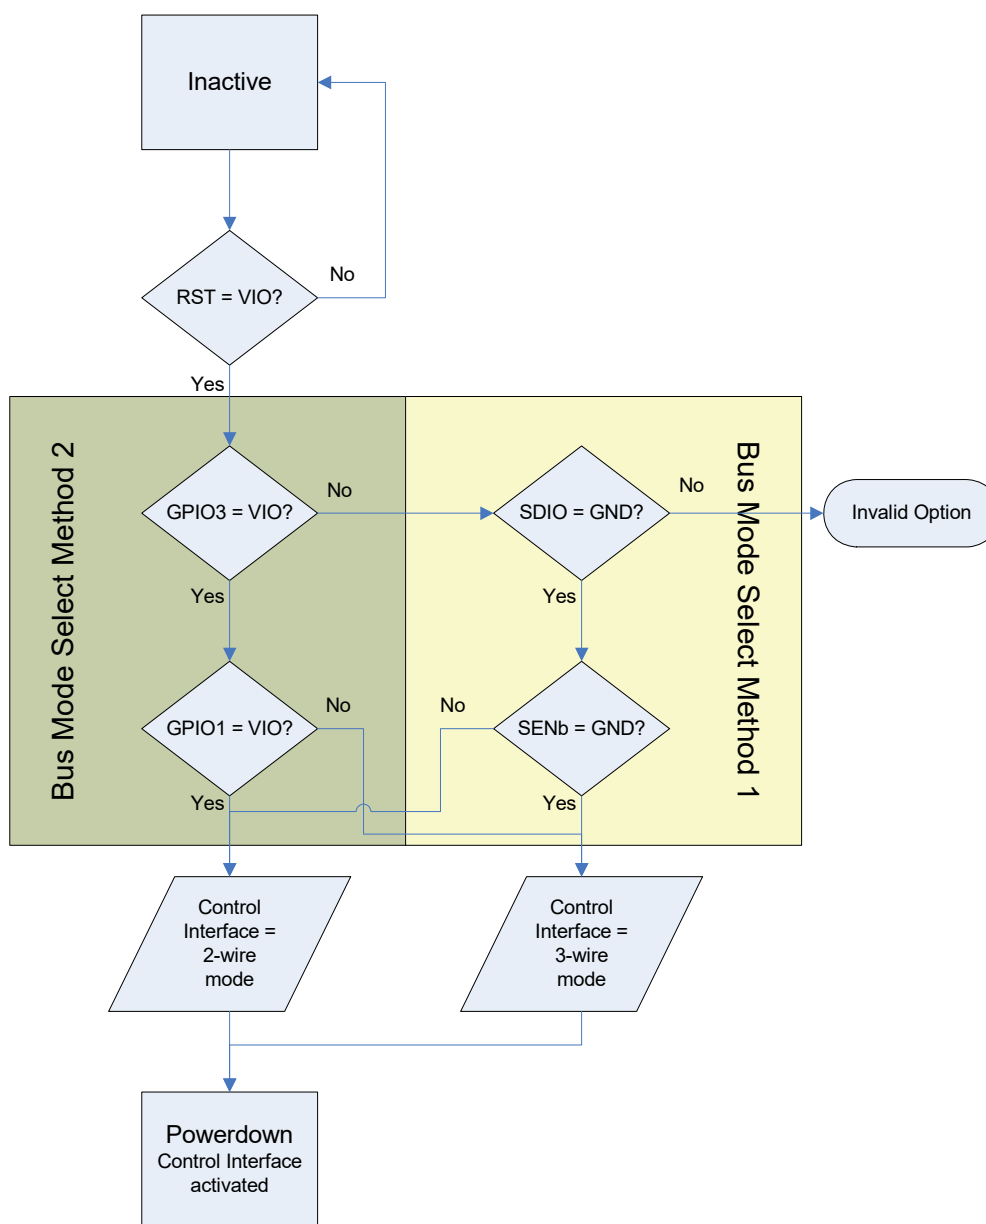 Inactive
No
RST = VIO?
Yes
Bus Mode Select Method 2
Bus Mode Select Method 1
GPIO3 = VIO?
No
SDIO = GND?
No
Invalid Option
Yes
Yes
GPIO1 = VIO?
No
No
SENb = GND?
Yes
Yes
Control
Interface =
2-wire
mode
Control
Interface =
3-wire
mode
Powerdown
Control Interface
activated